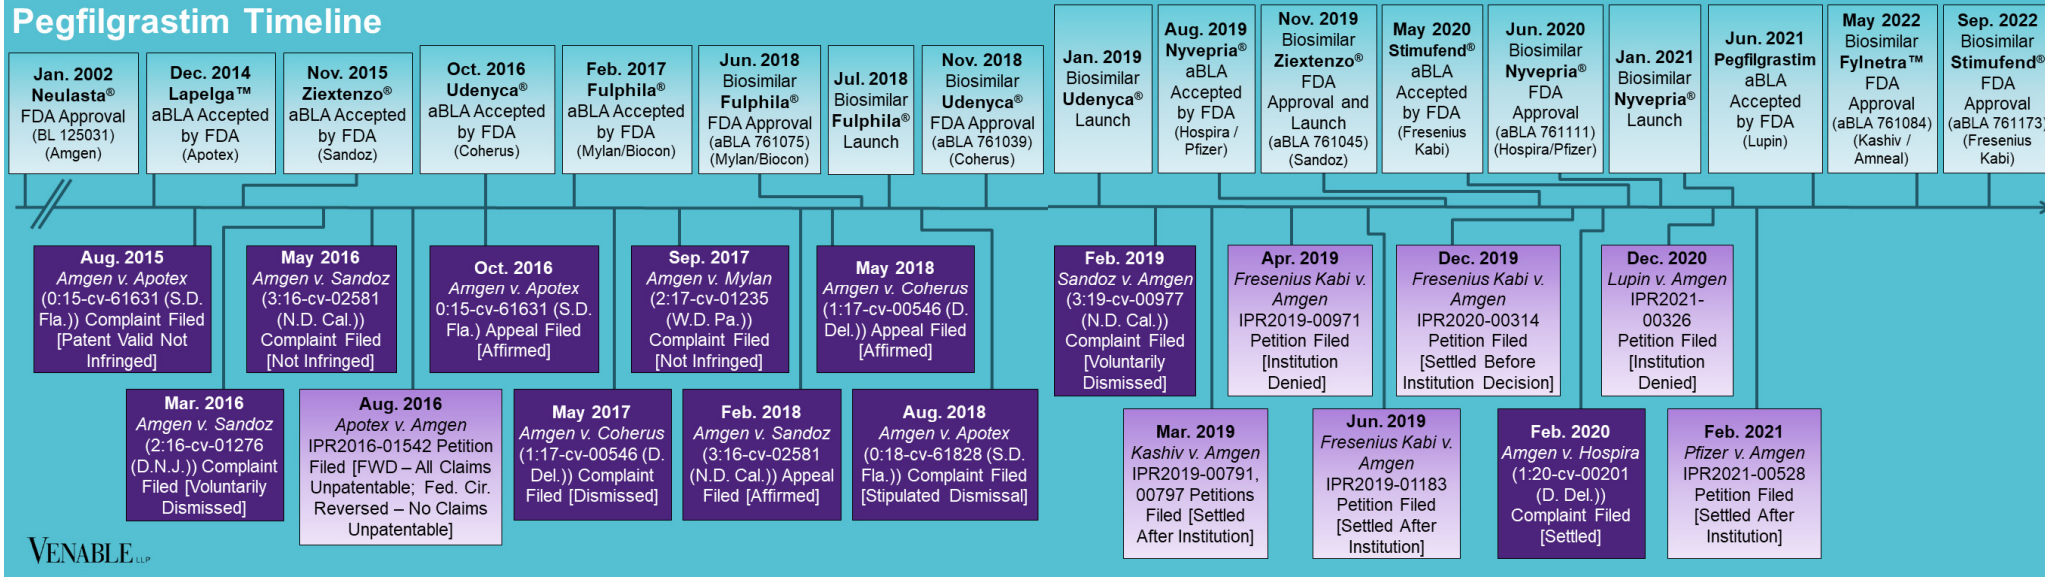 Pegfilgrastim Timeline
Jan. 2002
Neulasta®
FDA Approval
(BL 125031)
(Amgen)
Dec. 2014
Lapelga™
aBLA Accepted
by FDA
(Apotex)
Nov. 2015
Ziextenzo®
aBLA Accepted
by FDA
(Sandoz)
Oct. 2016
Udenyca®
aBLA Accepted
by FDA
(Coherus)
Feb. 2017
Fulphila®
aBLA Accepted
by FDA
(Mylan/Biocon)
Jun. 2018
Biosimilar
Fulphila®
FDA Approval
(aBLA 761075)
(Mylan/Biocon)
Jul. 2018
Biosimilar
Fulphila®
Launch
Nov. 2018
Biosimilar
Udenyca®
FDA Approval
(aBLA 761039)
(Coherus)
Jan. 2019
Biosimilar
Udenyca®
Launch
Aug. 2019
Nyvepria®
aBLA
Accepted
by FDA
(Hospira /
Pfizer)
Nov. 2019
Biosimilar
Ziextenzo®
FDA
Approval and
Launch
(aBLA 761045)
(Sandoz)
May 2020
Stimufend®
aBLA
Accepted
by FDA
(Fresenius
Kabi)
Jun. 2020
Biosimilar
Nyvepria®
FDA
Approval
(aBLA 761111)
(Hospira/Pfizer)
Jan. 2021
Biosimilar
Nyvepria®
Launch
Jun. 2021
Pegfilgrastim
aBLA
Accepted
by FDA
(Lupin)
May 2022
Biosimilar
Fylnetra™
FDA
Approval
(aBLA 761084)
(Kashiv /
Amneal)
Sep. 2022
Biosimilar
Stimufend®
FDA
Approval
(aBLA 761173)
(Fresenius
Kabi)
Aug. 2015
Amgen v. Apotex
(0:15-cv-61631 (S.D.
Fla.)) Complaint Filed
[Patent Valid Not
Infringed]
May 2016
Amgen v. Sandoz
(3:16-cv-02581
(N.D. Cal.))
Complaint Filed
[Not Infringed]
Oct. 2016
Amgen v. Apotex
0:15-cv-61631 (S.D.
Fla.) Appeal Filed
[Affirmed]
Sep. 2017
Amgen v. Mylan
(2:17-cv-01235
(W.D. Pa.))
Complaint Filed
[Not Infringed]
May 2018
Amgen v. Coherus
(1:17-cv-00546 (D.
Del.)) Appeal Filed
[Affirmed]
Feb. 2019
Sandoz v. Amgen
(3:19-cv-00977
(N.D. Cal.))
Complaint Filed
[Voluntarily
Dismissed]
Apr. 2019
Fresenius Kabi v.
Amgen
IPR2019-00971
Petition Filed
[Institution
Denied]
Dec. 2019
Fresenius Kabi v.
Amgen
IPR2020-00314
Petition Filed
[Settled Before
Institution Decision]
Dec. 2020
Lupin v. Amgen
IPR2021-
00326
Petition Filed
[Institution
Denied]
Mar. 2016
Amgen v. Sandoz
(2:16-cv-01276
(D.N.J.)) Complaint
Filed [Voluntarily
Dismissed]
Aug. 2016
Apotex v. Amgen
IPR2016-01542 Petition
Filed [FWD – All Claims
Unpatentable; Fed. Cir.
Reversed – No Claims
Unpatentable]
May 2017
Amgen v. Coherus
(1:17-cv-00546 (D.
Del.)) Complaint
Filed [Dismissed]
Feb. 2018
Amgen v. Sandoz
(3:16-cv-02581
(N.D. Cal.)) Appeal
Filed [Affirmed]
Aug. 2018
Amgen v. Apotex
(0:18-cv-61828 (S.D.
Fla.)) Complaint Filed
[Stipulated Dismissal]
Mar. 2019
Kashiv v. Amgen
IPR2019-00791,
00797 Petitions
Filed [Settled
After Institution]
Jun. 2019
Fresenius Kabi v.
Amgen
IPR2019-01183
Petition Filed
[Settled After
Institution]
Feb. 2020
Amgen v. Hospira
(1:20-cv-00201
(D. Del.))
Complaint Filed
[Settled]
Feb. 2021
Pfizer v. Amgen
IPR2021-00528
Petition Filed
[Settled After
Institution]
VENABLE LLP